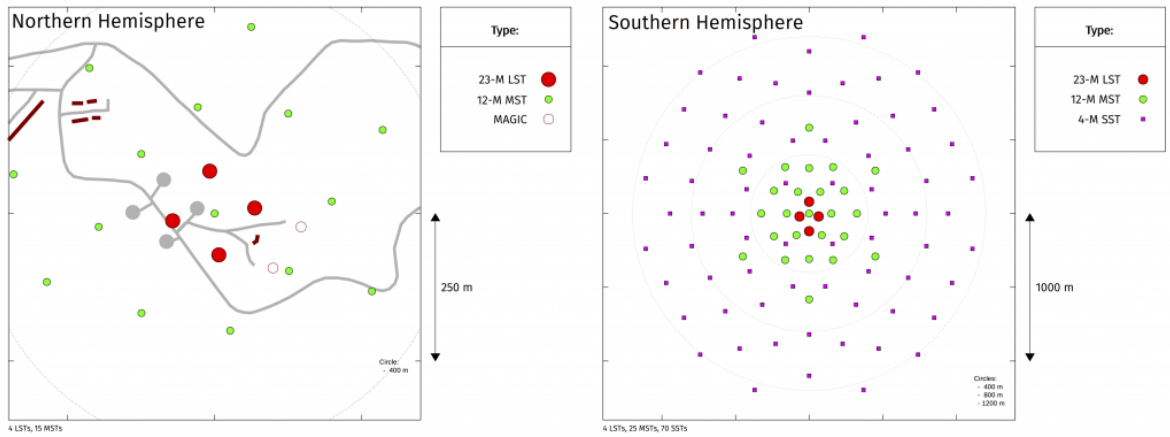 Northern Hemisphere
Type:
23-M LST
12-M MST
MAGIC
250 m
Circle:
- 400 m
4 LSTs, 15 MSTs
Southern Hemisphere
Type:
23-M LST
12-M MST
4-M SST
1000 m
Circles:
- 400 m
- 800 m
- 1200 m
4 LSTs, 25 MSTs, 70 SSTs